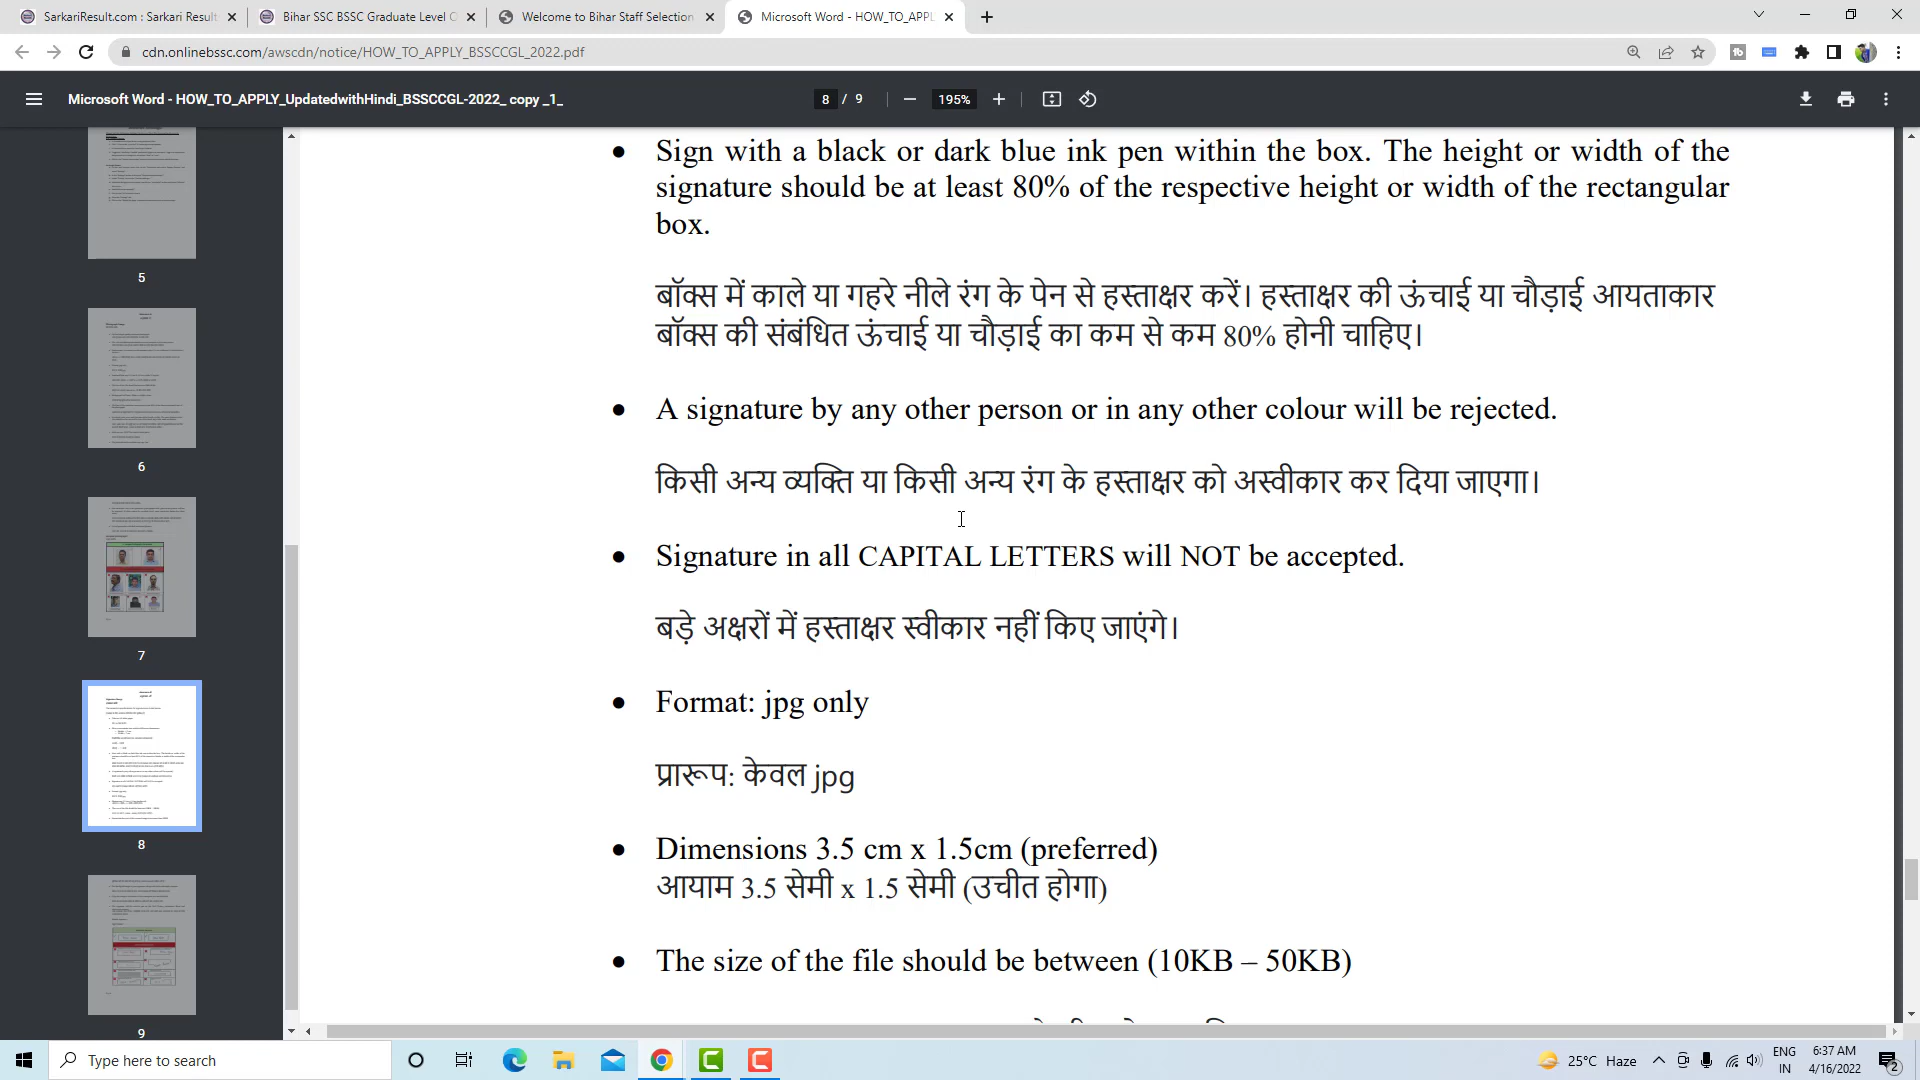 SarkariResult.com : Sarkari Result
Bihar SSC BSSC Graduate Level C
Welcome to Bihar Staff Selection
Microsoft Word - HOW_TO_APPL
cdn.onlinebssc.com/awscdn/notice/HOW_TO_APPLY_BSSCCGL_2022.pdf
Microsoft Word - HOW_TO_APPLY_UpdatedwithHindi_BSSCCGL-2022_ copy _1_
8 / 9
195%
• Sign with a black or dark blue ink pen within the box. The height or width of the
signature should be at least 80% of the respective height or width of the rectangular
box.
बॉक्स में काले या गहरे नीले रंग के पेन से हस्ताक्षर करें। हस्ताक्षर की ऊंचाई या चौड़ाई आयताकार
बॉक्स की संबंधित ऊंचाई या चौड़ाई का कम से कम 80% होनी चाहिए।
• A signature by any other person or in any other colour will be rejected.
किसी अन्य व्यक्ति या किसी अन्य रंग के हस्ताक्षर को अस्वीकार कर दिया जाएगा।
• Signature in all CAPITAL LETTERS will NOT be accepted.
बड़े अक्षरों में हस्ताक्षर स्वीकार नहीं किए जाएंगे।
• Format: jpg only
प्रारूप: केवल jpg
• Dimensions 3.5 cm x 1.5cm (preferred)
आयाम 3.5 सेमी x 1.5 सेमी (उचीत होगा)
• The size of the file should be between (10KB – 50KB)
5
6
7
8
9
Type here to search
25°C Haze
ENG
IN
6:37 AM
4/16/2022
2